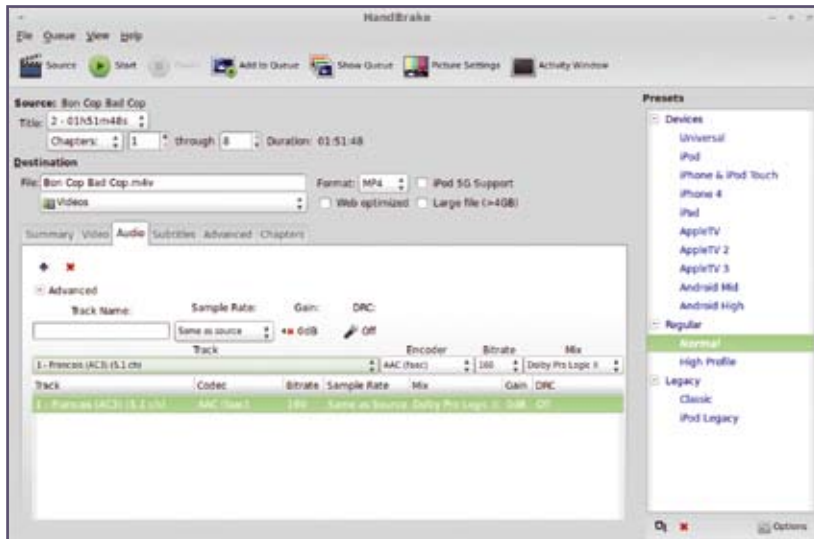 HandBrake
File Queue View Help
Source Start Add to Queue Show Queue Picture Settings Activity Window
Source: Bon Cop Bad Cop
Title: 2 - 01h51m48s
Chapters: 1 through 8 Duration: 01:51:48
Destination
File: Bon Cop Bad Cop.m4v Format: MP4 iPod 5G Support
Videos Web optimized Large file (>4GB)
Summary Video Audio Subtitles Advanced Chapters
Advanced
Track Name: Sample Rate: Gain: DRC:
Same as source 0dB Off
Track Encoder Bitrate Mix
1 - Francais (AC3) (5.1 ch) AAC (faac) 160 Dolby Pro Logic II
Track Codec Bitrate Sample Rate Mix Gain DRC
1 - Francais (AC3) (5.1 ch) AAC (faac) 160 Same as Source Dolby Pro Logic II 0dB Off
Presets
Devices
Universal
iPod
iPhone & iPod Touch
iPhone 4
iPad
AppleTV
AppleTV 2
AppleTV 3
Android Mid
Android High
Regular
Normal
High Profile
Legacy
Classic
iPod Legacy
Options